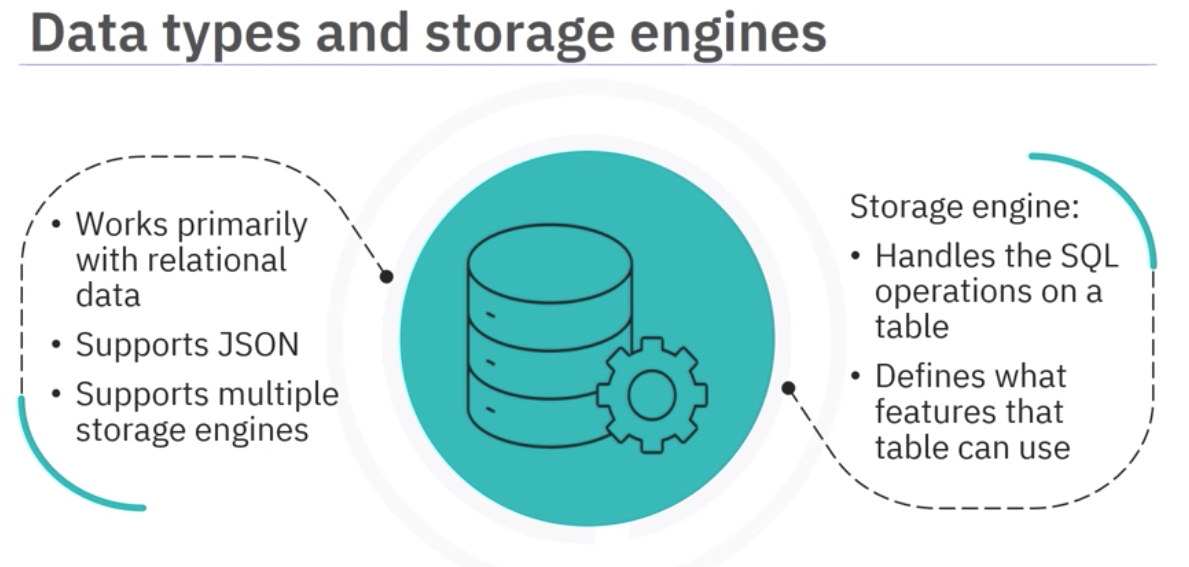 Data types and storage engines
• Works primarily
with relational
data
• Supports JSON
• Supports multiple
storage engines
Storage engine:
• Handles the SQL
operations on a
table
• Defines what
features that
table can use